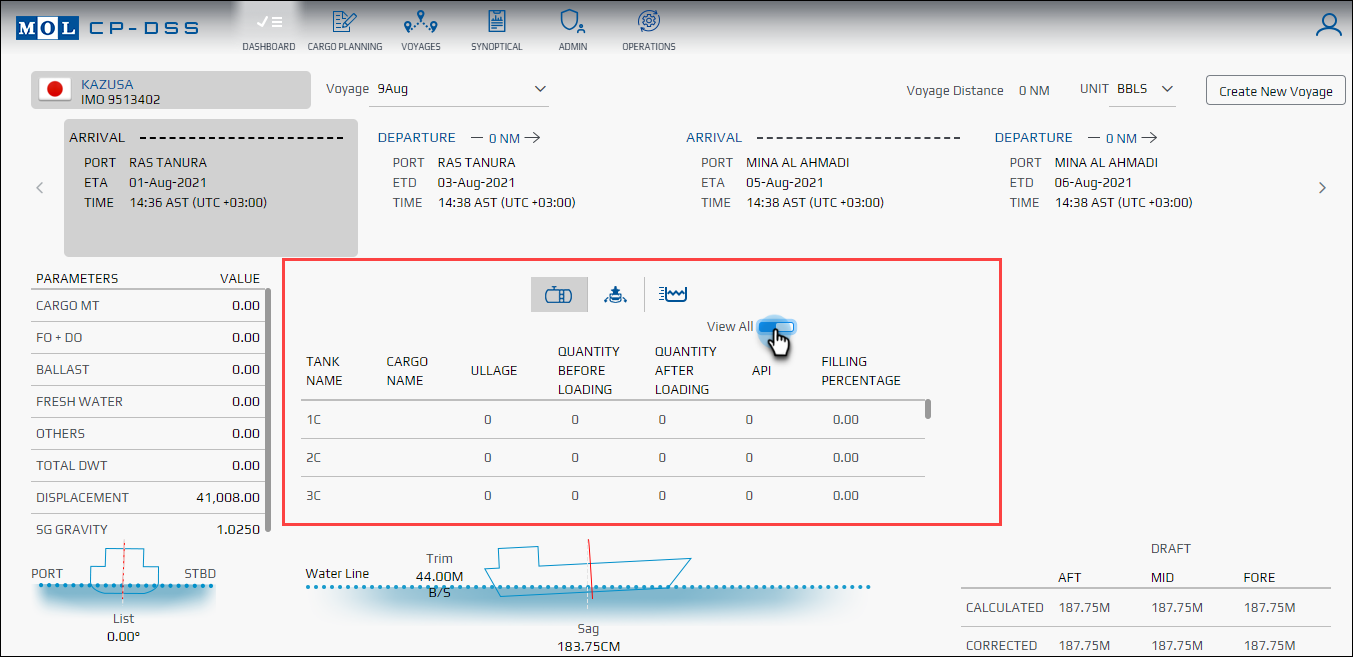 MOL CP-DSS
DASHBOARD CARGO PLANNING VOYAGES SYNOPTICAL ADMIN OPERATIONS
KAZUSA
IMO 9513402
Voyage 9Aug
Voyage Distance 0 NM
UNIT BBLS
Create New Voyage
ARRIVAL
PORT RAS TANURA
ETA 01-Aug-2021
TIME 14:36 AST (UTC +03:00)
DEPARTURE 0 NM
PORT RAS TANURA
ETD 03-Aug-2021
TIME 14:38 AST (UTC +03:00)
ARRIVAL
PORT MINA AL AHMADI
ETA 05-Aug-2021
TIME 14:38 AST (UTC +03:00)
DEPARTURE 0 NM
PORT MINA AL AHMADI
ETD 06-Aug-2021
TIME 14:38 AST (UTC +03:00)
PARAMETERS VALUE
CARGO MT 0.00
FO + DO 0.00
BALLAST 0.00
FRESH WATER 0.00
OTHERS 0.00
TOTAL DWT 0.00
DISPLACEMENT 41,008.00
SG GRAVITY 1.0250
View All
TANK NAME CARGO NAME ULLAGE QUANTITY BEFORE LOADING QUANTITY AFTER LOADING API FILLING PERCENTAGE
1C 0 0 0 0 0.00
2C 0 0 0 0 0.00
3C 0 0 0 0 0.00
PORT STBD
List
0.00°
Water Line
Trim
44.00M
B/S
Sag
183.75CM
DRAFT
AFT MID FORE
CALCULATED 187.75M 187.75M 187.75M
CORRECTED 187.75M 187.75M 187.75M